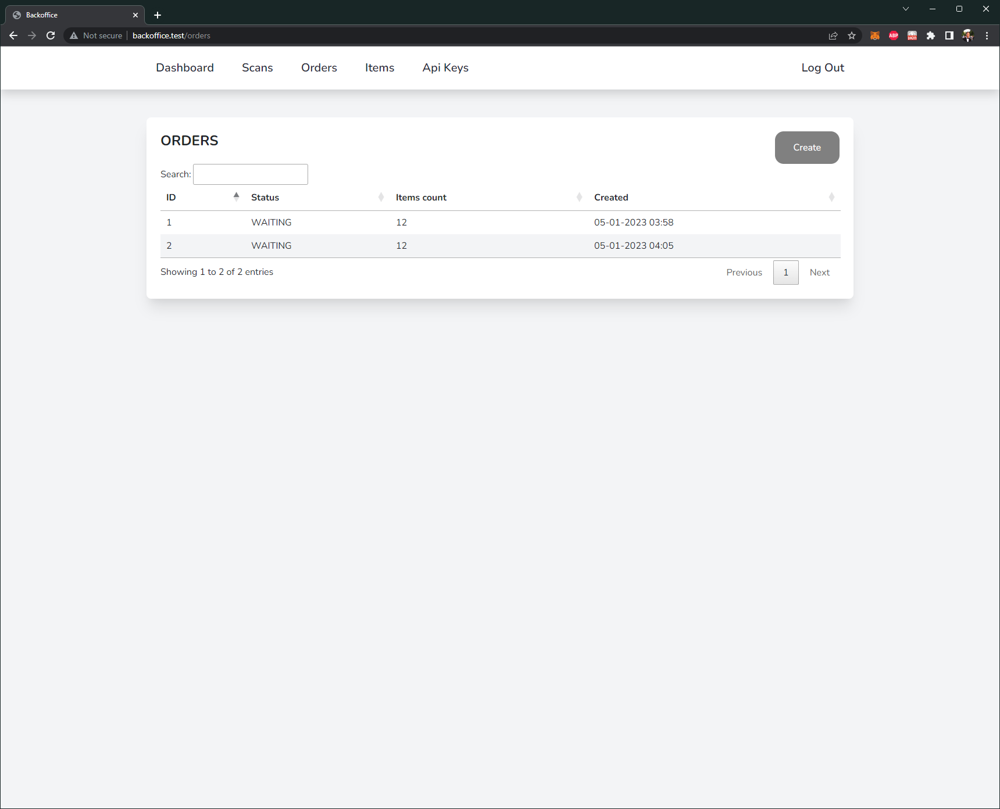 Backoffice
Not secure backoffice.test/orders
ABP
LOGIN
Dashboard Scans Orders Items Api Keys Log Out
ORDERS
Create
Search:
ID Status Items count Created
1 WAITING 12 05-01-2023 03:58
2 WAITING 12 05-01-2023 04:05
Showing 1 to 2 of 2 entries
Previous 1 Next